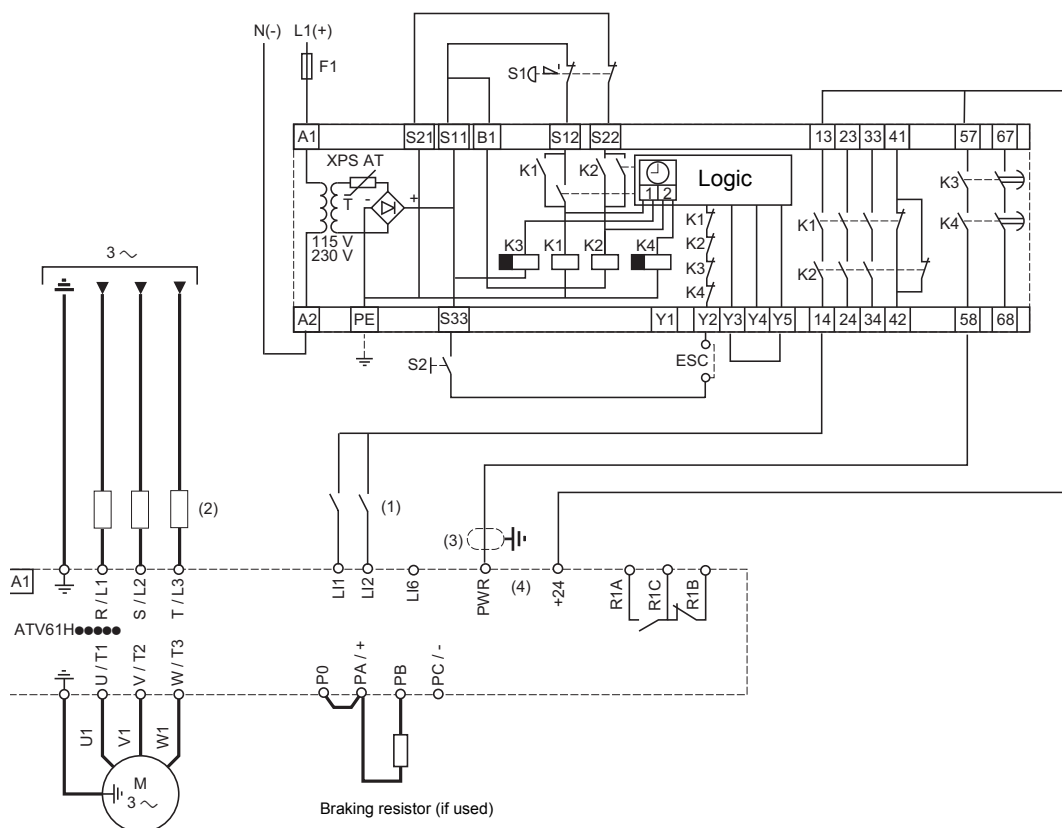 N(-) L1(+)
F1
S1
A1 S21 S11 B1 S12 S22 13 23 33 41 57 67
XPS AT
K1 K2 Logic
T - +
1 2
K3
115 V
230 V
K3 K1 K2 K4
K1
K2
K3
K4
K1
K2
K4
3 ~
A2 PE S33 Y1 Y2 Y3 Y4 Y5 14 24 34 42 58 68
S2
ESC
(2)
(1)
(3)
(4)
A1
R / L1
S / L2
T / L3
LI1
LI2
LI6
PWR
+24
R1A
R1C
R1B
ATV61H●●●●●
U / T1
V / T2
W / T3
P0
PA / +
PB
PC / -
U1
V1
W1
M
3 ~
Braking resistor (if used)